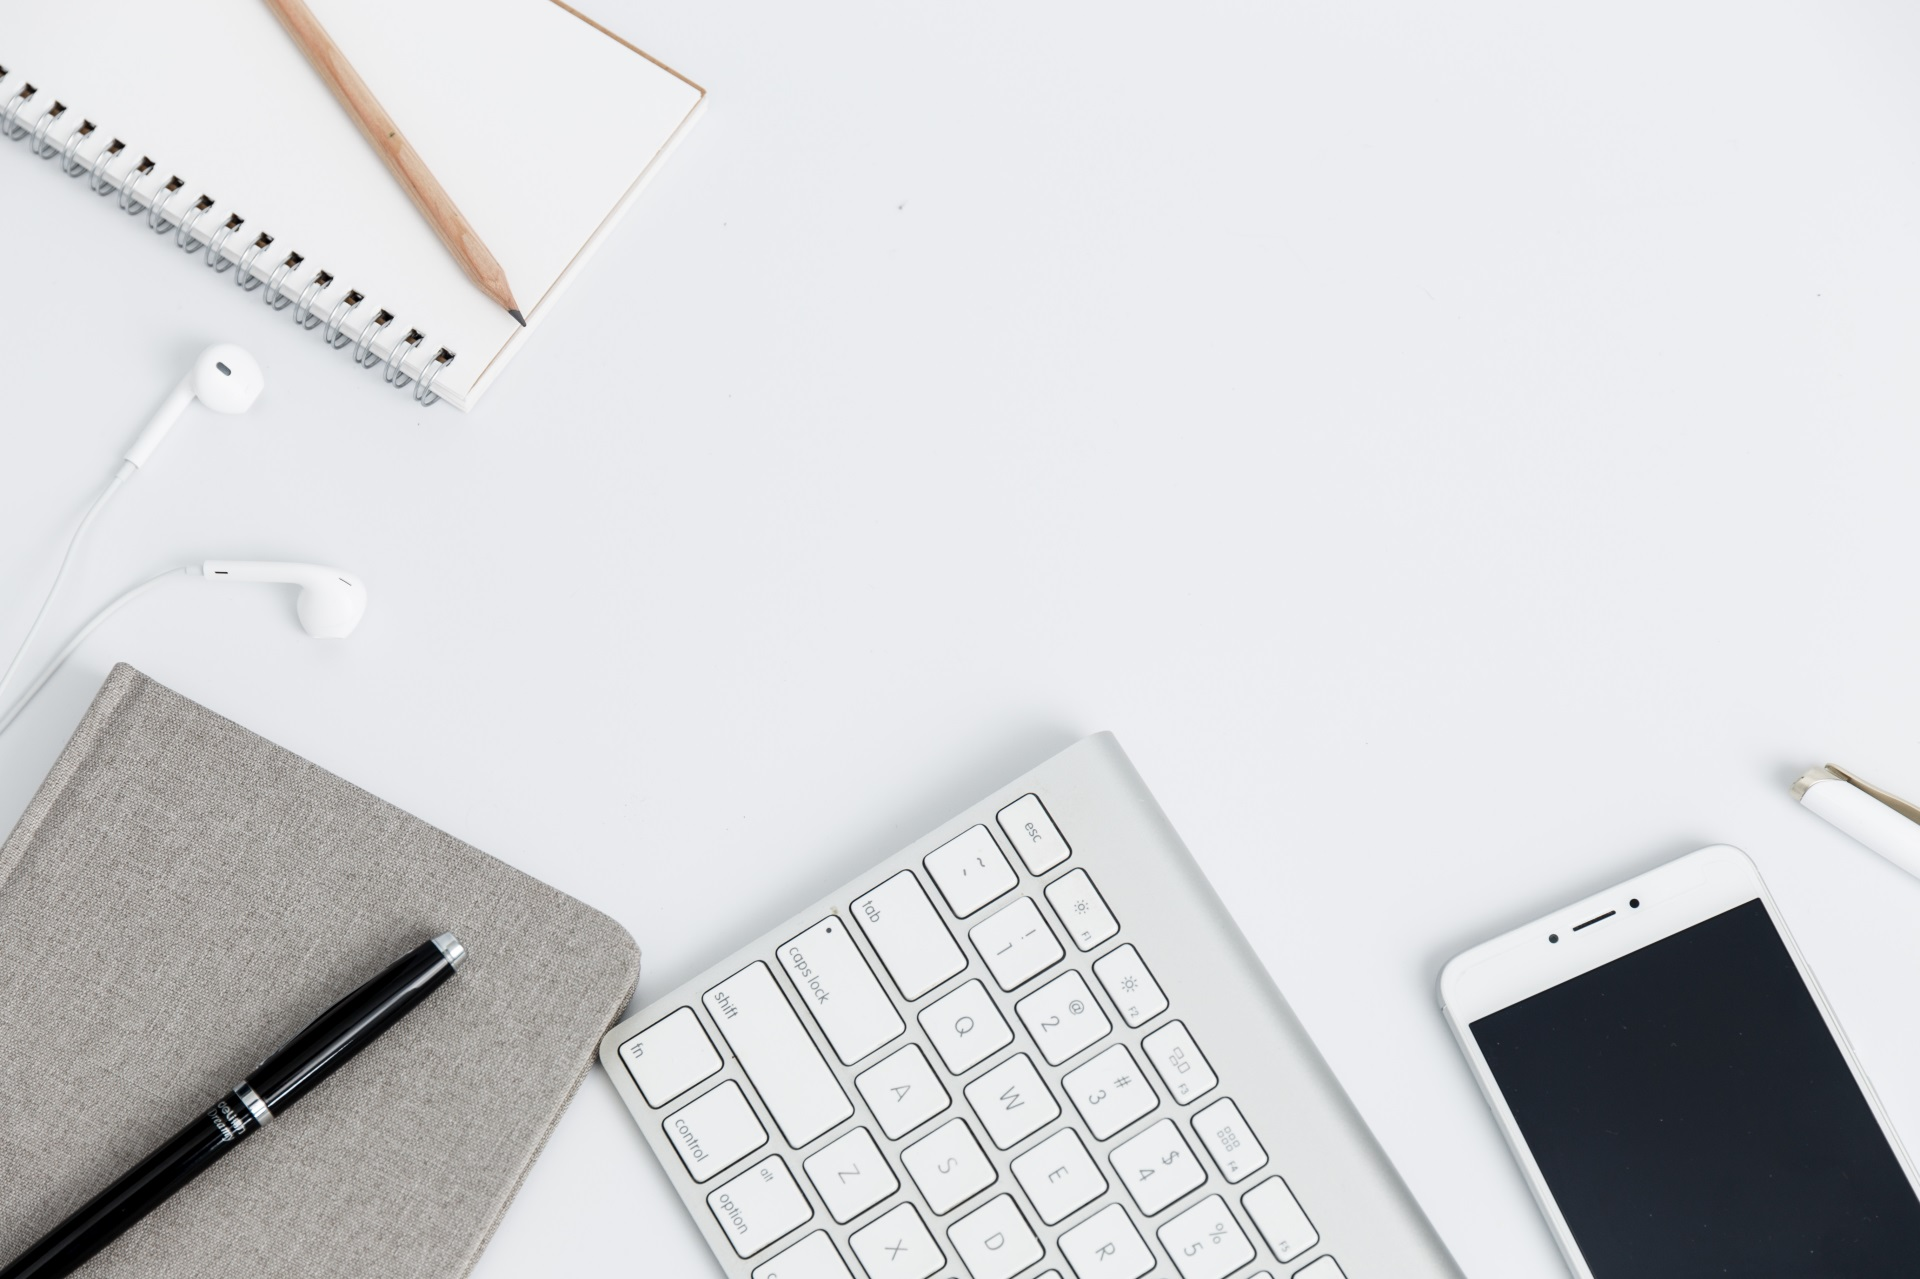 esc
~
`
F1
!
1
F2
@
2
F3
#
3
F4
$
4
F5
%
5
tab
Q
W
E
R
caps lock
A
S
D
shift
Z
X
fn
control
alt
option
Dreamy